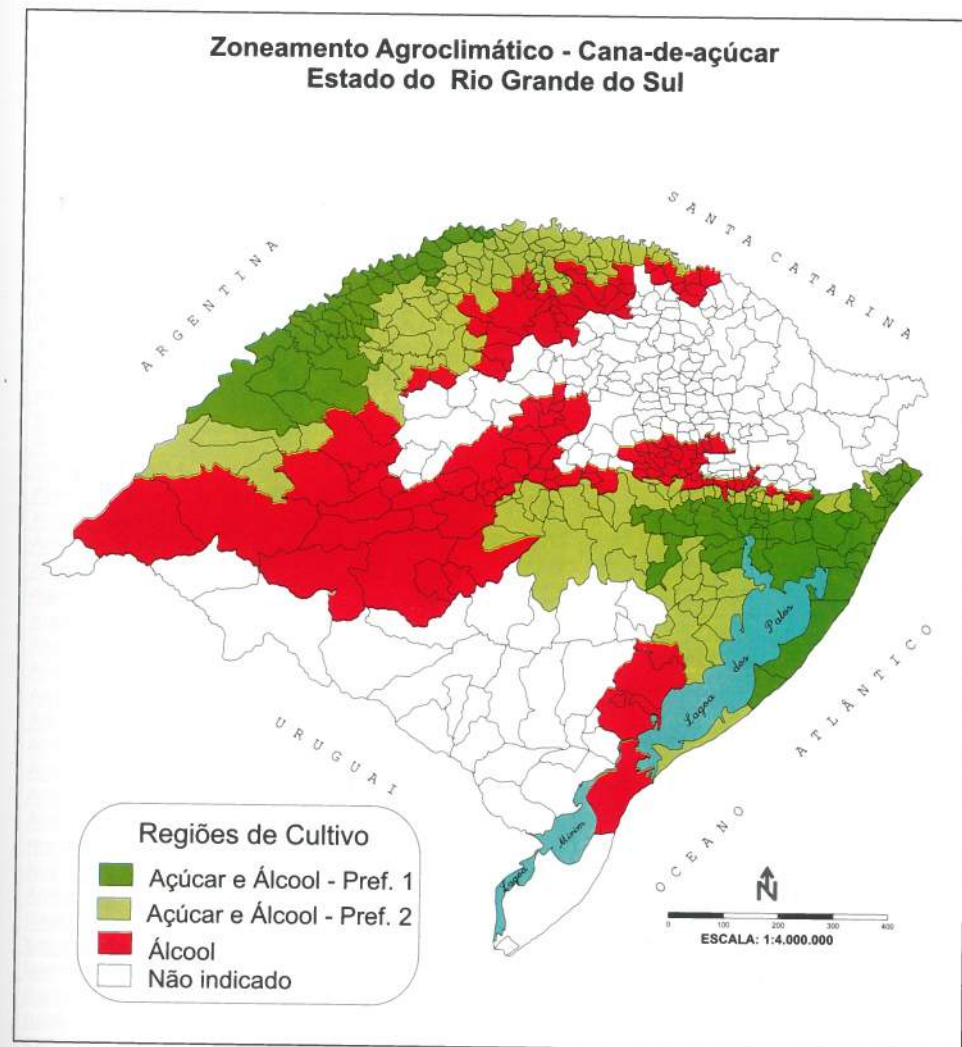 Zoneamento Agroclimático - Cana-de-açúcar
Estado do Rio Grande do Sul
SANTA CATARINA
ARGENTINA
Lagoa dos Patos
OCEANO ATLÂNTICO
URUGUAI
Lagoa Mirim
Regiões de Cultivo
Açúcar e Álcool - Pref. 1
Açúcar e Álcool - Pref. 2
Álcool
Não indicado
N
0 100 200 300 400
ESCALA: 1:4.000.000